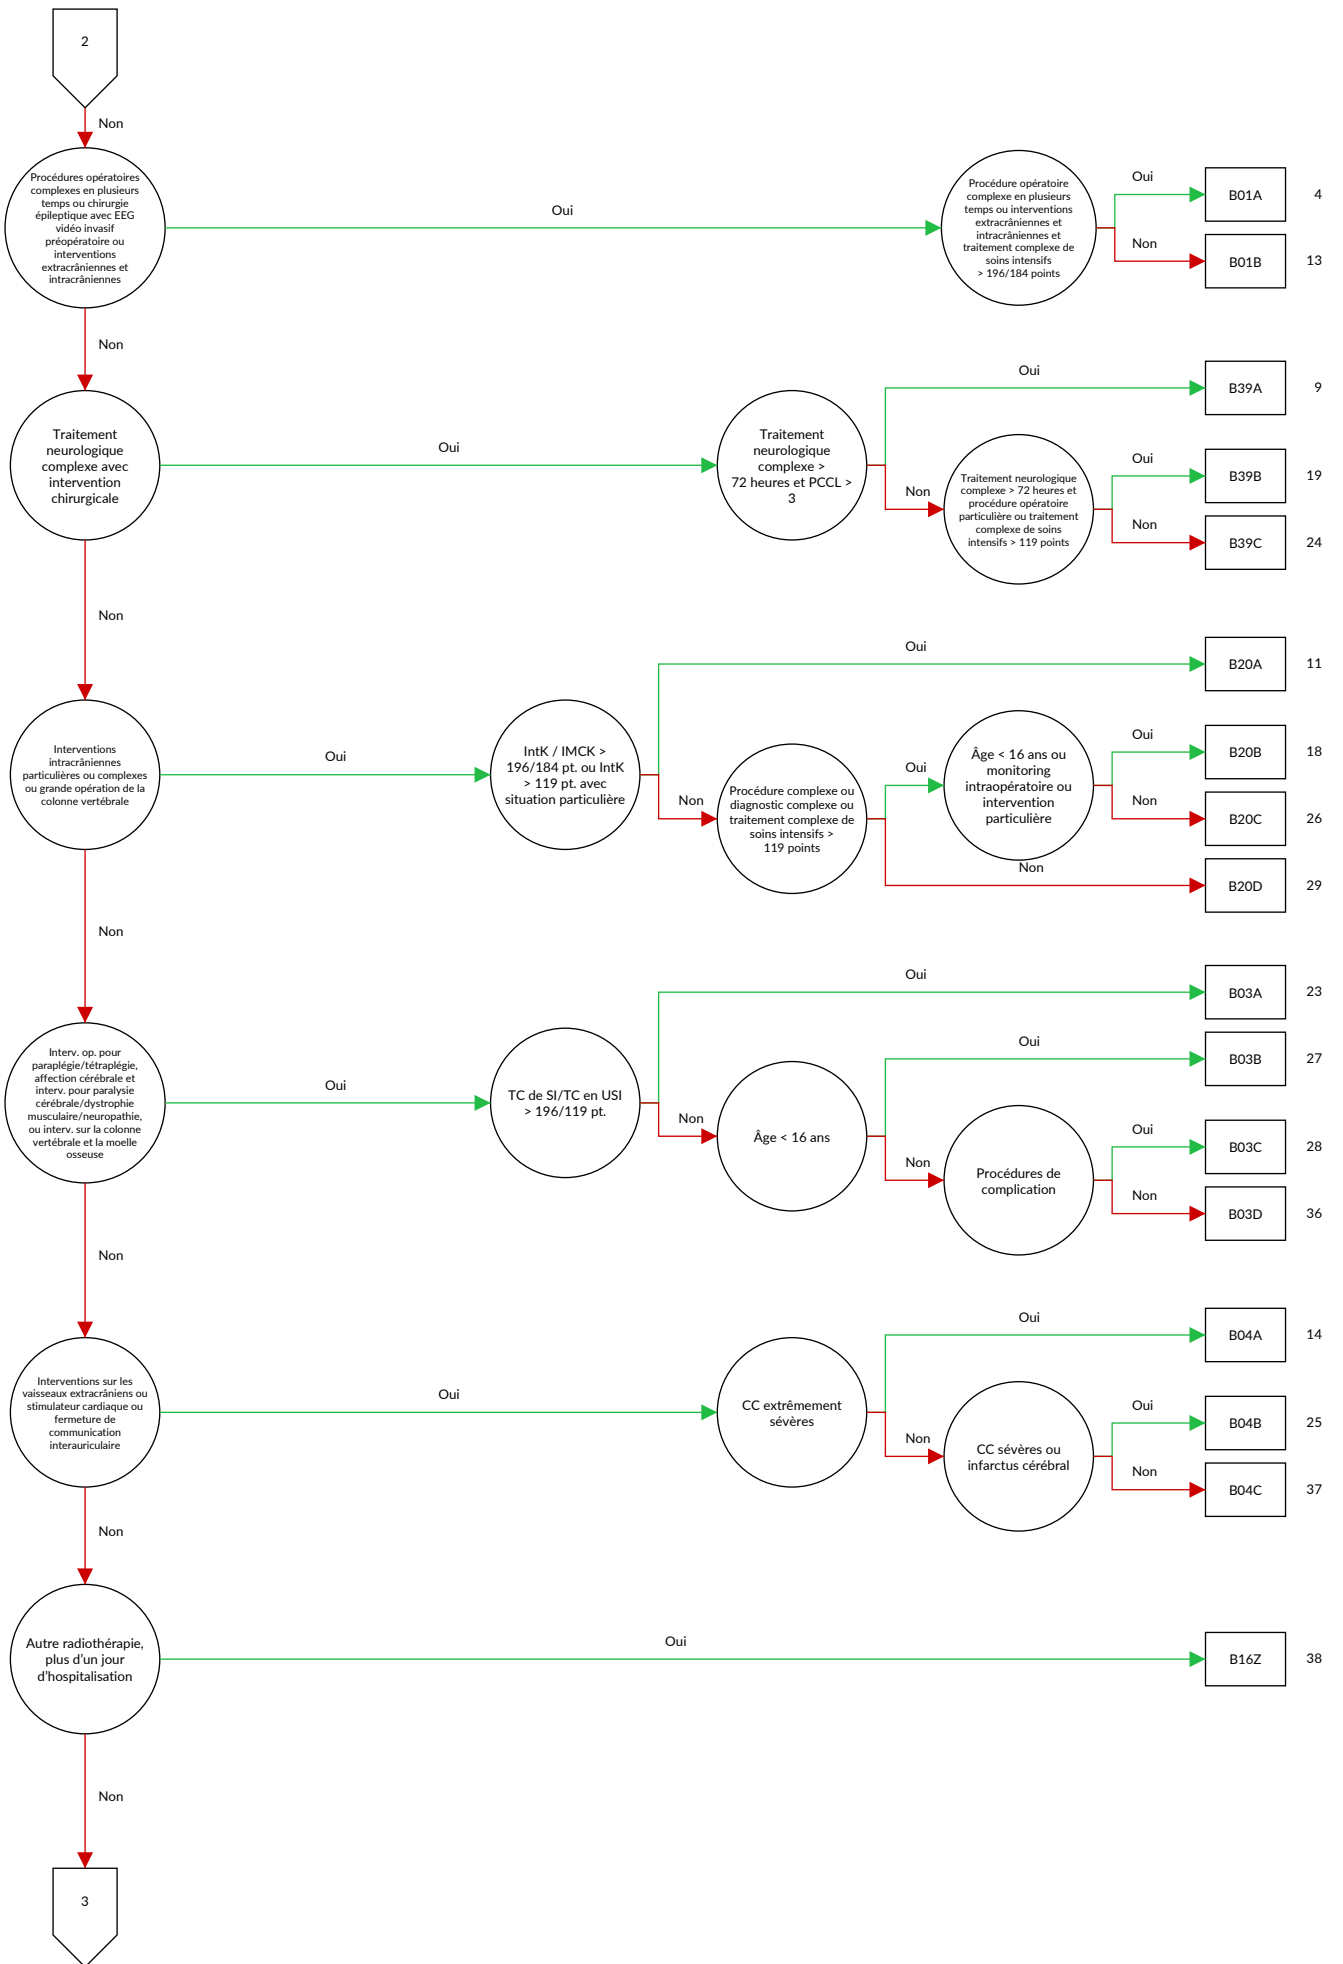 2
Non
Procédures opératoires
complexes en plusieurs
temps ou chirurgie
épileptique avec EEG
vidéo invasif
préopératoire ou
interventions
extracrâniennes et
intracrâniennes
Oui
Procédure opératoire
complexe en plusieurs
temps ou interventions
extracrâniennes et
intracrâniennes et
traitement complexe de
soins intensifs
> 196/184 points
Oui
B01A
4
Non
B01B
13
Non
Traitement
neurologique
complexe avec
intervention
chirurgicale
Oui
Traitement
neurologique
complexe >
72 heures et PCCL >
3
Oui
B39A
9
Non
Traitement neurologique
complexe > 72 heures et
procédure opératoire
particulière ou traitement
complexe de soins
intensifs > 119 points
Oui
B39B
19
Non
B39C
24
Non
Interventions
intracrâniennes
particulières ou complexes
ou grande opération de la
colonne vertébrale
Oui
IntK / IMCK >
196/184 pt. ou IntK
> 119 pt. avec
situation particulière
Oui
B20A
11
Non
Procédure complexe ou
diagnostic complexe ou
traitement complexe de
soins intensifs >
119 points
Oui
Âge < 16 ans ou
monitoring
intraopératoire ou
intervention
particulière
Oui
B20B
18
Non
B20C
26
Non
B20D
29
Non
Interv. op. pour
paraplégie/tétraplégie,
affection cérébrale et
interv. pour paralysie
cérébrale/dystrophie
musculaire/neuropathie,
ou interv. sur la colonne
vertébrale et la moelle
osseuse
Oui
TC de SI/TC en USI
> 196/119 pt.
Oui
B03A
23
Non
Âge < 16 ans
Oui
B03B
27
Non
Procédures de
complication
Oui
B03C
28
Non
B03D
36
Non
Interventions sur les
vaisseaux extracrâniens ou
stimulateur cardiaque ou
fermeture de
communication
interauriculaire
Oui
CC extrêmement
sévères
Oui
B04A
14
Non
CC sévères ou
infarctus cérébral
Oui
B04B
25
Non
B04C
37
Non
Autre radiothérapie,
plus d'un jour
d'hospitalisation
Oui
B16Z
38
Non
3